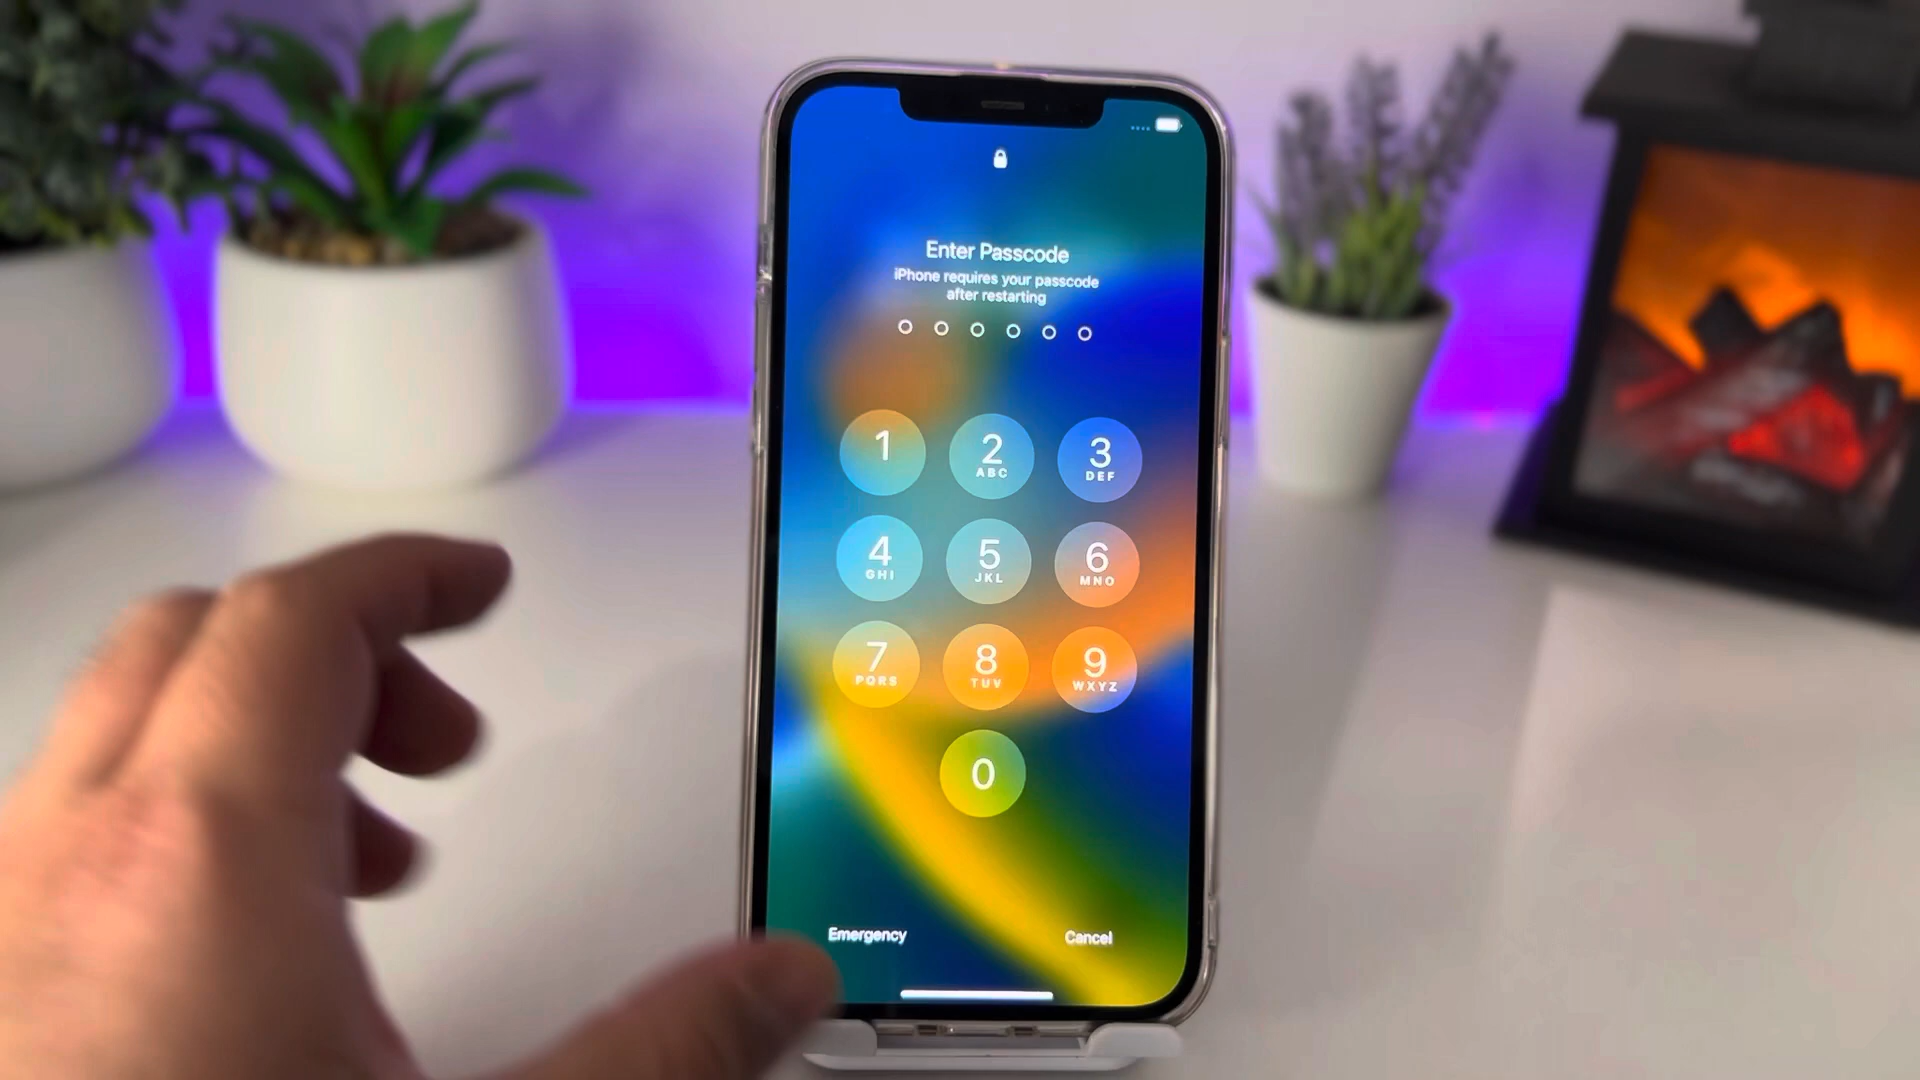 Enter Passcode
iPhone requires your passcode
after restarting
1
2
ABC
3
DEF
4
GHI
5
JKL
6
MNO
7
PQRS
8
TUV
9
WXYZ
0
Emergency
Cancel